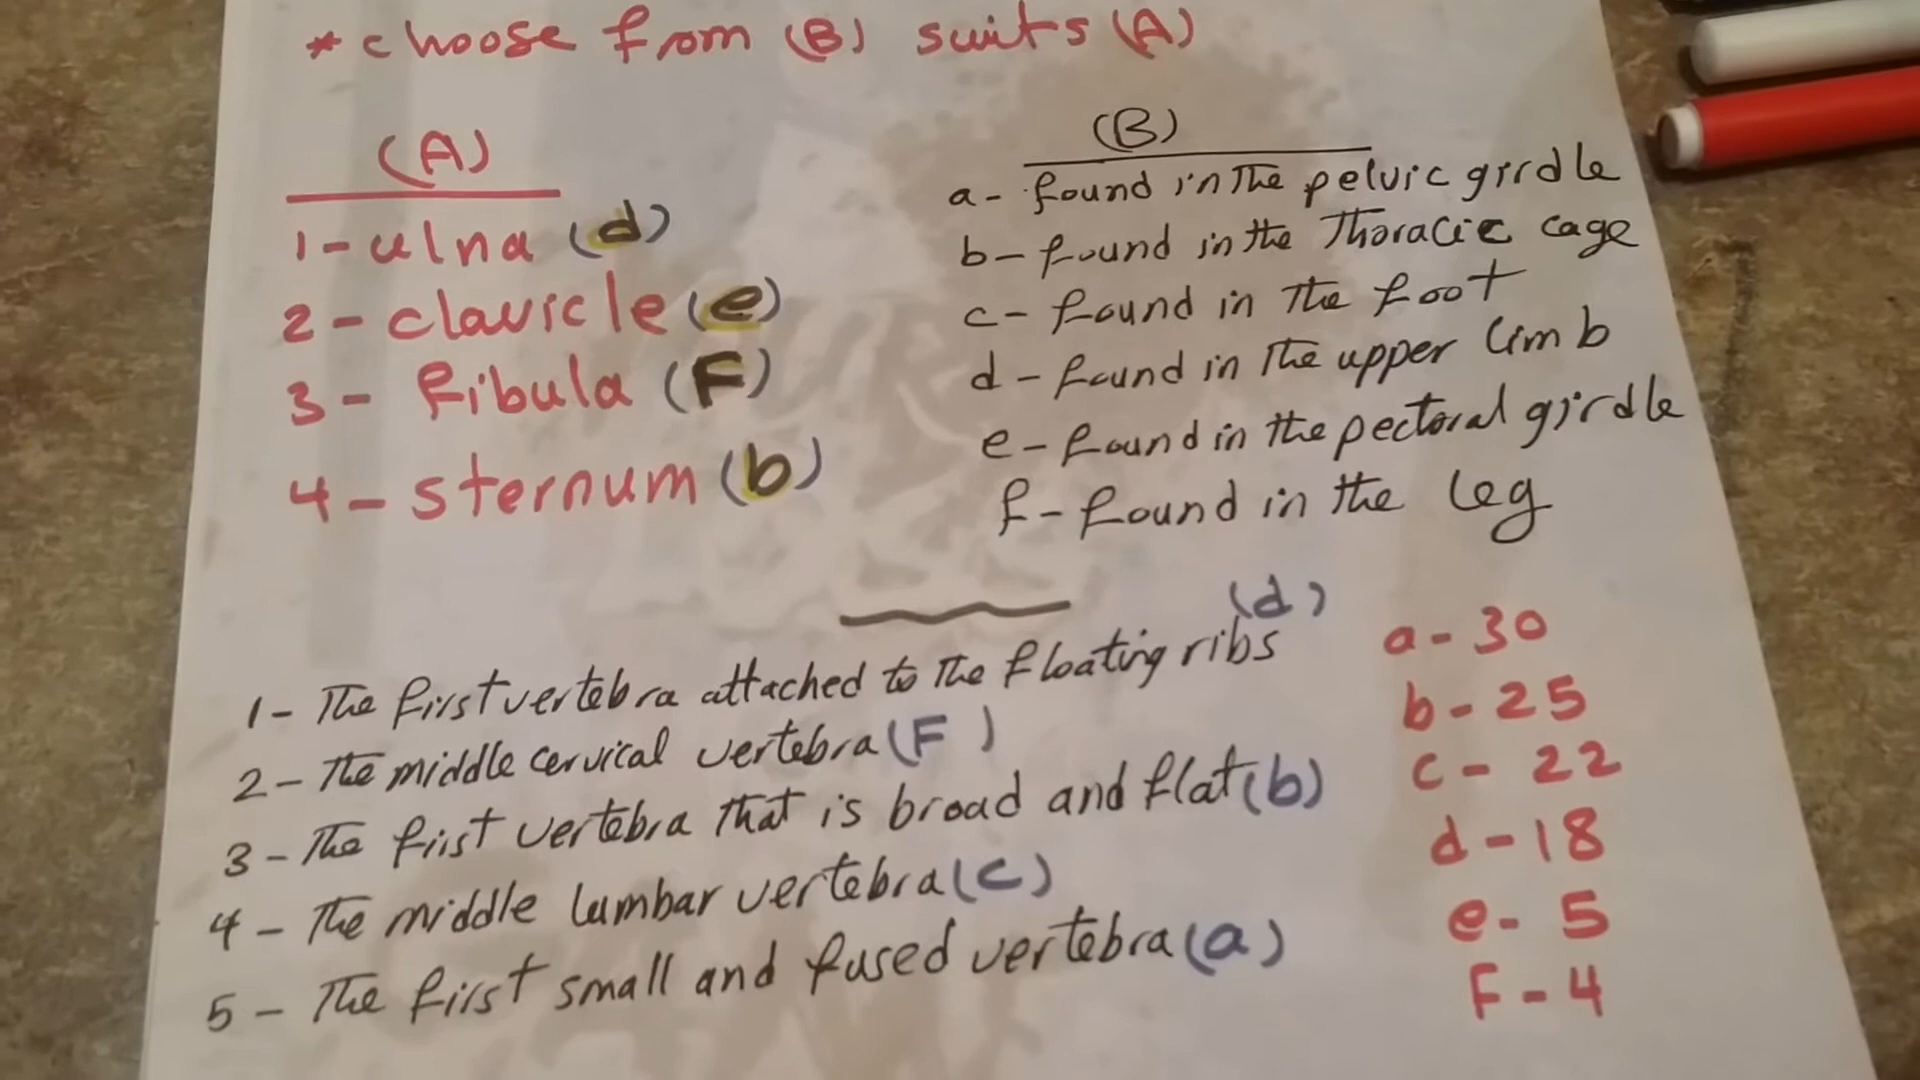 * choose from (B) suits (A)
(A)
1 - ulna (d)
2 - clavicle (e)
3 - fibula (F)
4 - sternum (b)
(B)
a - found in the pelvic girdle
b - found in the Thoracic cage
c - found in the foot
d - found in the upper limb
e - found in the pectoral girdle
f - found in the leg
1 - The first vertebra attached to the floating ribs (d)
2 - The middle cervical vertebra (F)
3 - The first vertebra that is broad and flat (b)
4 - The middle lumbar vertebra (c)
5 - The first small and fused vertebra (a)
a - 30
b - 25
c - 22
d - 18
e - 5
F - 4